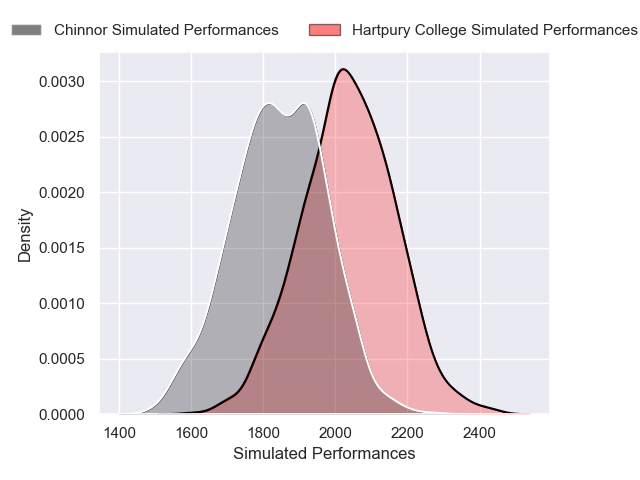 Chinnor Simulated Performances
Hartpury College Simulated Performances
0.0030
0.0025
0.0020
0.0015
0.0010
0.0005
0.0000
Density
1400 1600 1800 2000 2200 2400
Simulated Performances